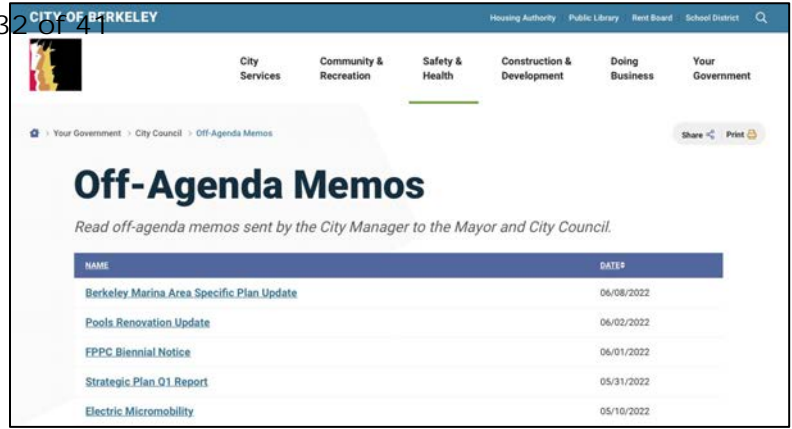 CITY OF BERKELEY
32 of 41
Housing Authority Public Library Rent Board School District
City Services
Community & Recreation
Safety & Health
Construction & Development
Doing Business
Your Government
Your Government > City Council > Off-Agenda Memos
Share Print
Off-Agenda Memos
Read off-agenda memos sent by the City Manager to the Mayor and City Council.
NAME DATE
Berkeley Marina Area Specific Plan Update 06/08/2022
Pools Renovation Update 06/02/2022
FPPC Biennial Notice 06/01/2022
Strategic Plan Q1 Report 05/31/2022
Electric Micromobility 05/10/2022